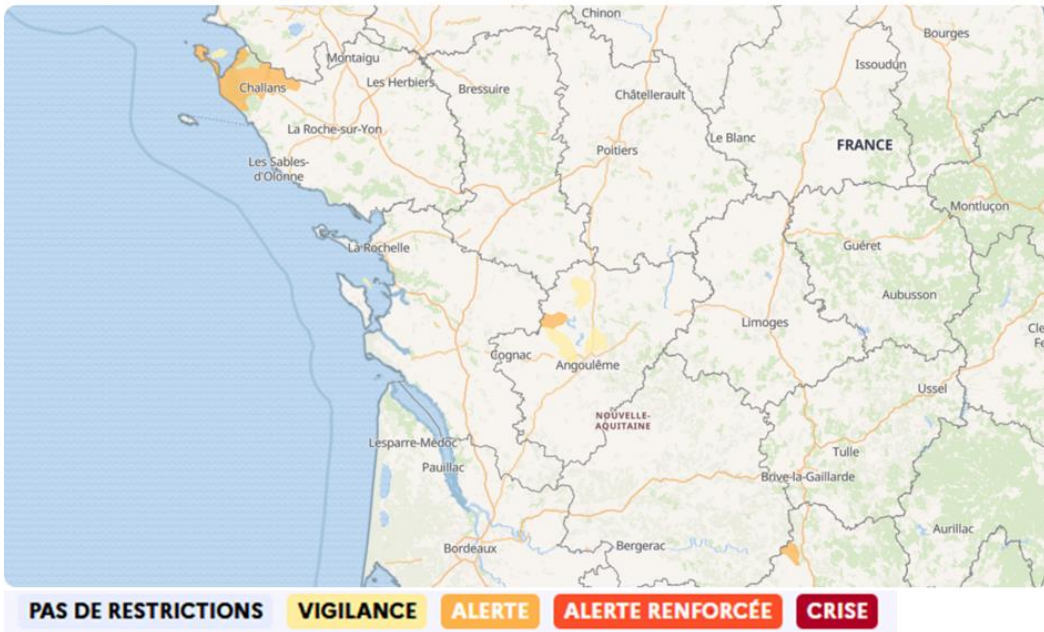 Chinon
Bourges
Montaigu
Issoudun
Les Herbiers
Challans
Bressuire
Châtellerault
La Roche-sur-Yon
Le Blanc
FRANCE
Poitiers
Les Sables-
d'Olonne
Montluçon
La Rochelle
Guéret
Aubusson
Limoges
Cle
Fe
Cognac
Angoulême
Ussel
NOUVELLE-
AQUITAINE
Lesparre-Médoc
Tulle
Pauillac
Brive-la-Gaillarde
Aurillac
Bordeaux
Bergerac
PAS DE RESTRICTIONS VIGILANCE ALERTE ALERTE RENFORCÉE CRISE